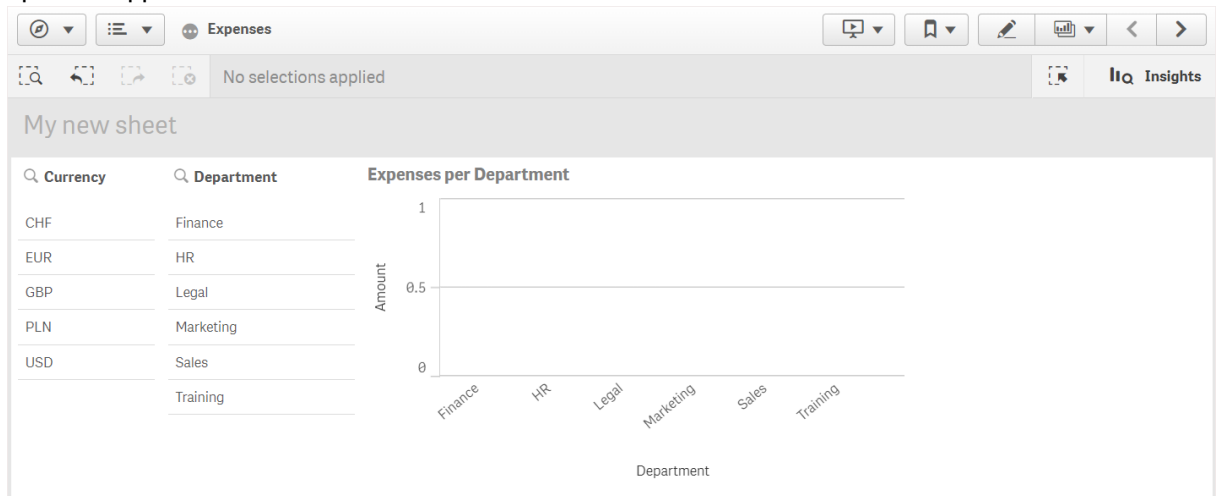 Expenses
No selections applied
Insights
My new sheet
Currency
CHF
EUR
GBP
PLN
USD
Department
Finance
HR
Legal
Marketing
Sales
Training
Expenses per Department
Amount
1
0.5
0
Finance
HR
Legal
Marketing
Sales
Training
Department